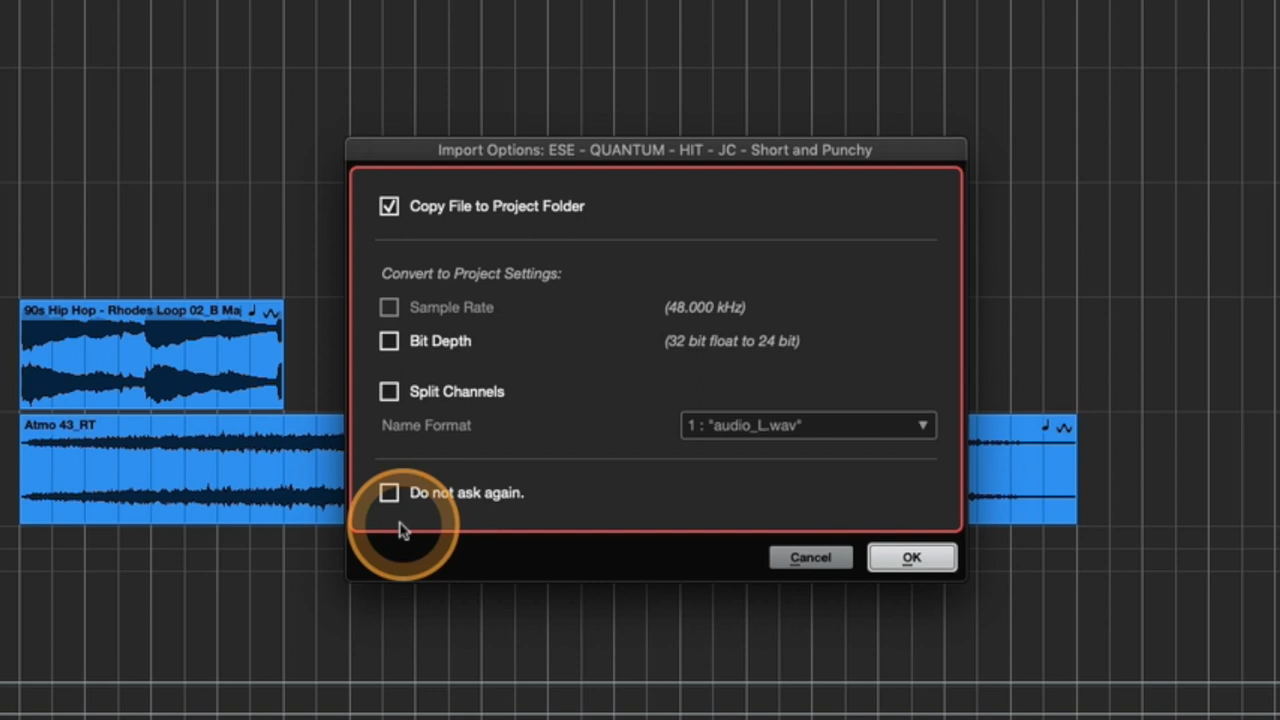 Import Options: ESE - QUANTUM - HIT - JC - Short and Punchy
Copy File to Project Folder
Convert to Project Settings:
Sample Rate (48.000 kHz)
Bit Depth (32 bit float to 24 bit)
Split Channels
Name Format 1 : "audio_L.wav"
Do not ask again.
Cancel OK
90s Hip Hop - Rhodes Loop 02_B Maj
Atmo 43_RT